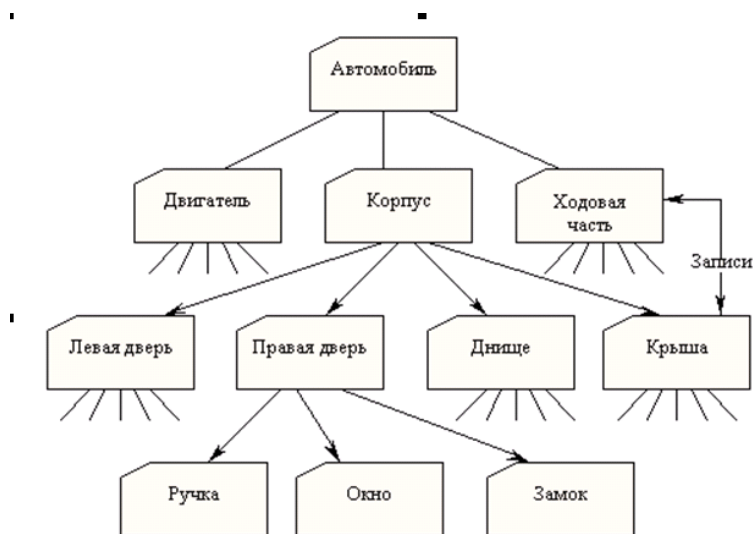 Автомобиль
Двигатель
Корпус
Ходовая
часть
Записи
Левая дверь
Правая дверь
Днище
Крыша
Ручка
Окно
Замок